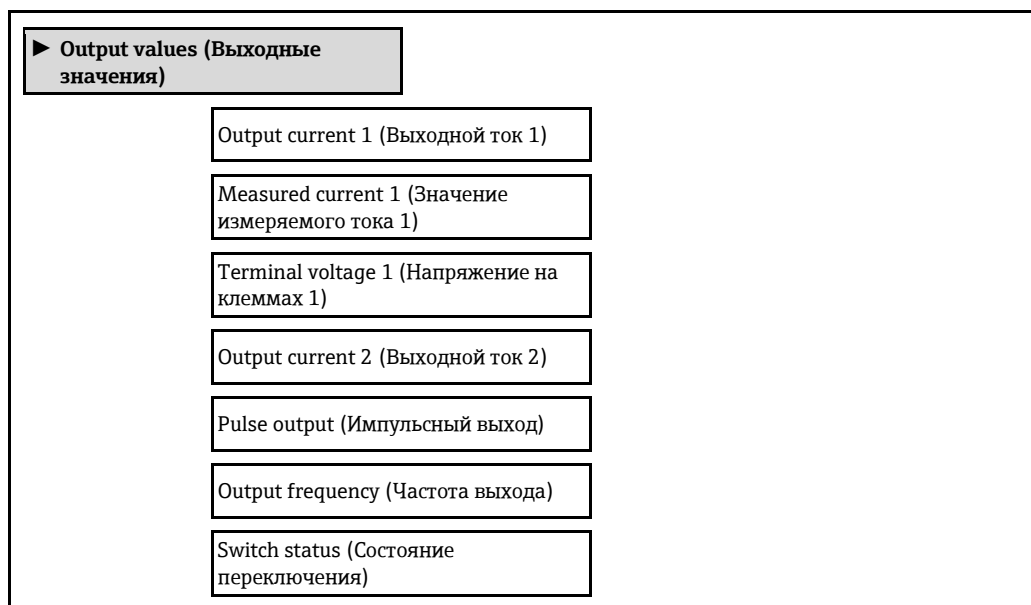 ► Output values (Выходные
значения)
Output current 1 (Выходной ток 1)
Measured current 1 (Значение
измеряемого тока 1)
Terminal voltage 1 (Напряжение на
клеммах 1)
Output current 2 (Выходной ток 2)
Pulse output (Импульсный выход)
Output frequency (Частота выхода)
Switch status (Состояние
переключения)